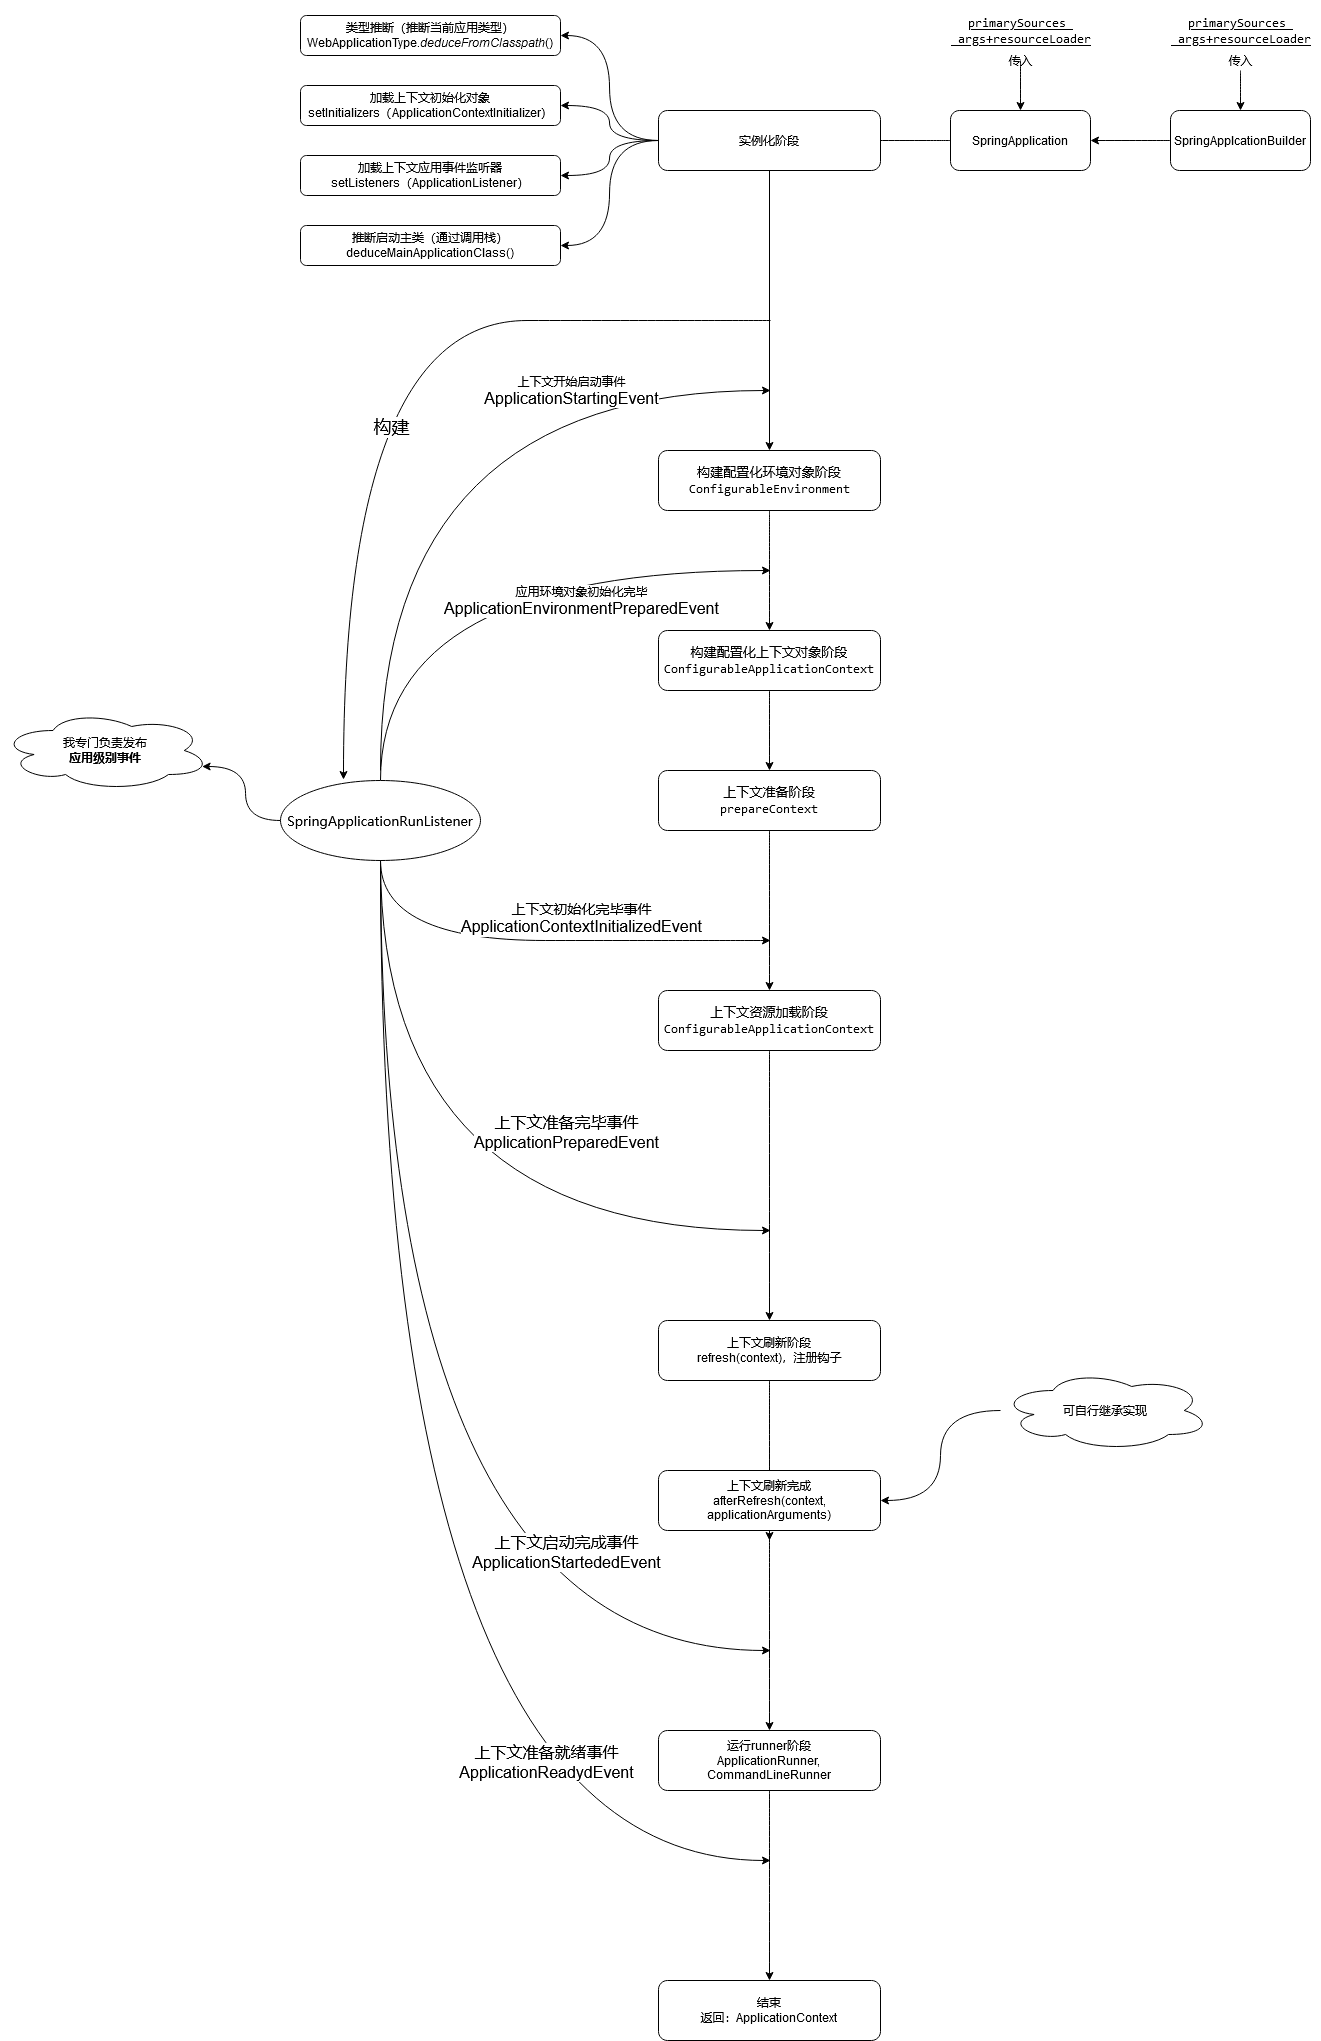 类型推断（推断当前应用类型）
WebApplicationType.deduceFromClasspath()
加载上下文初始化对象
setInitializers（ApplicationContextInitializer)
加载上下文应用事件监听器
setListeners（ApplicationListener）
推断启动主类（通过调用栈）
deduceMainApplicationClass()
实例化阶段
primarySources
args+resourceLoader
传入
SpringApplication
primarySources
args+resourceLoader
传入
SpringApplcationBuilder
构建
上下文开始启动事件
ApplicationStartingEvent
构建配置化环境对象阶段
ConfigurableEnvironment
应用环境对象初始化完毕
ApplicationEnvironmentPreparedEvent
构建配置化上下文对象阶段
ConfigurableApplicationContext
我专门负责发布
应用级别事件
SpringApplicationRunListener
上下文准备阶段
prepareContext
上下文初始化完毕事件
ApplicationContextInitializedEvent
上下文资源加载阶段
ConfigurableApplicationContext
上下文准备完毕事件
ApplicationPreparedEvent
上下文刷新阶段
refresh(context)，注册钩子
可自行继承实现
上下文刷新完成
afterRefresh(context,
applicationArguments)
上下文启动完成事件
ApplicationStartededEvent
运行runner阶段
ApplicationRunner,
CommandLineRunner
上下文准备就绪事件
ApplicationReadydEvent
结束
返回：ApplicationContext